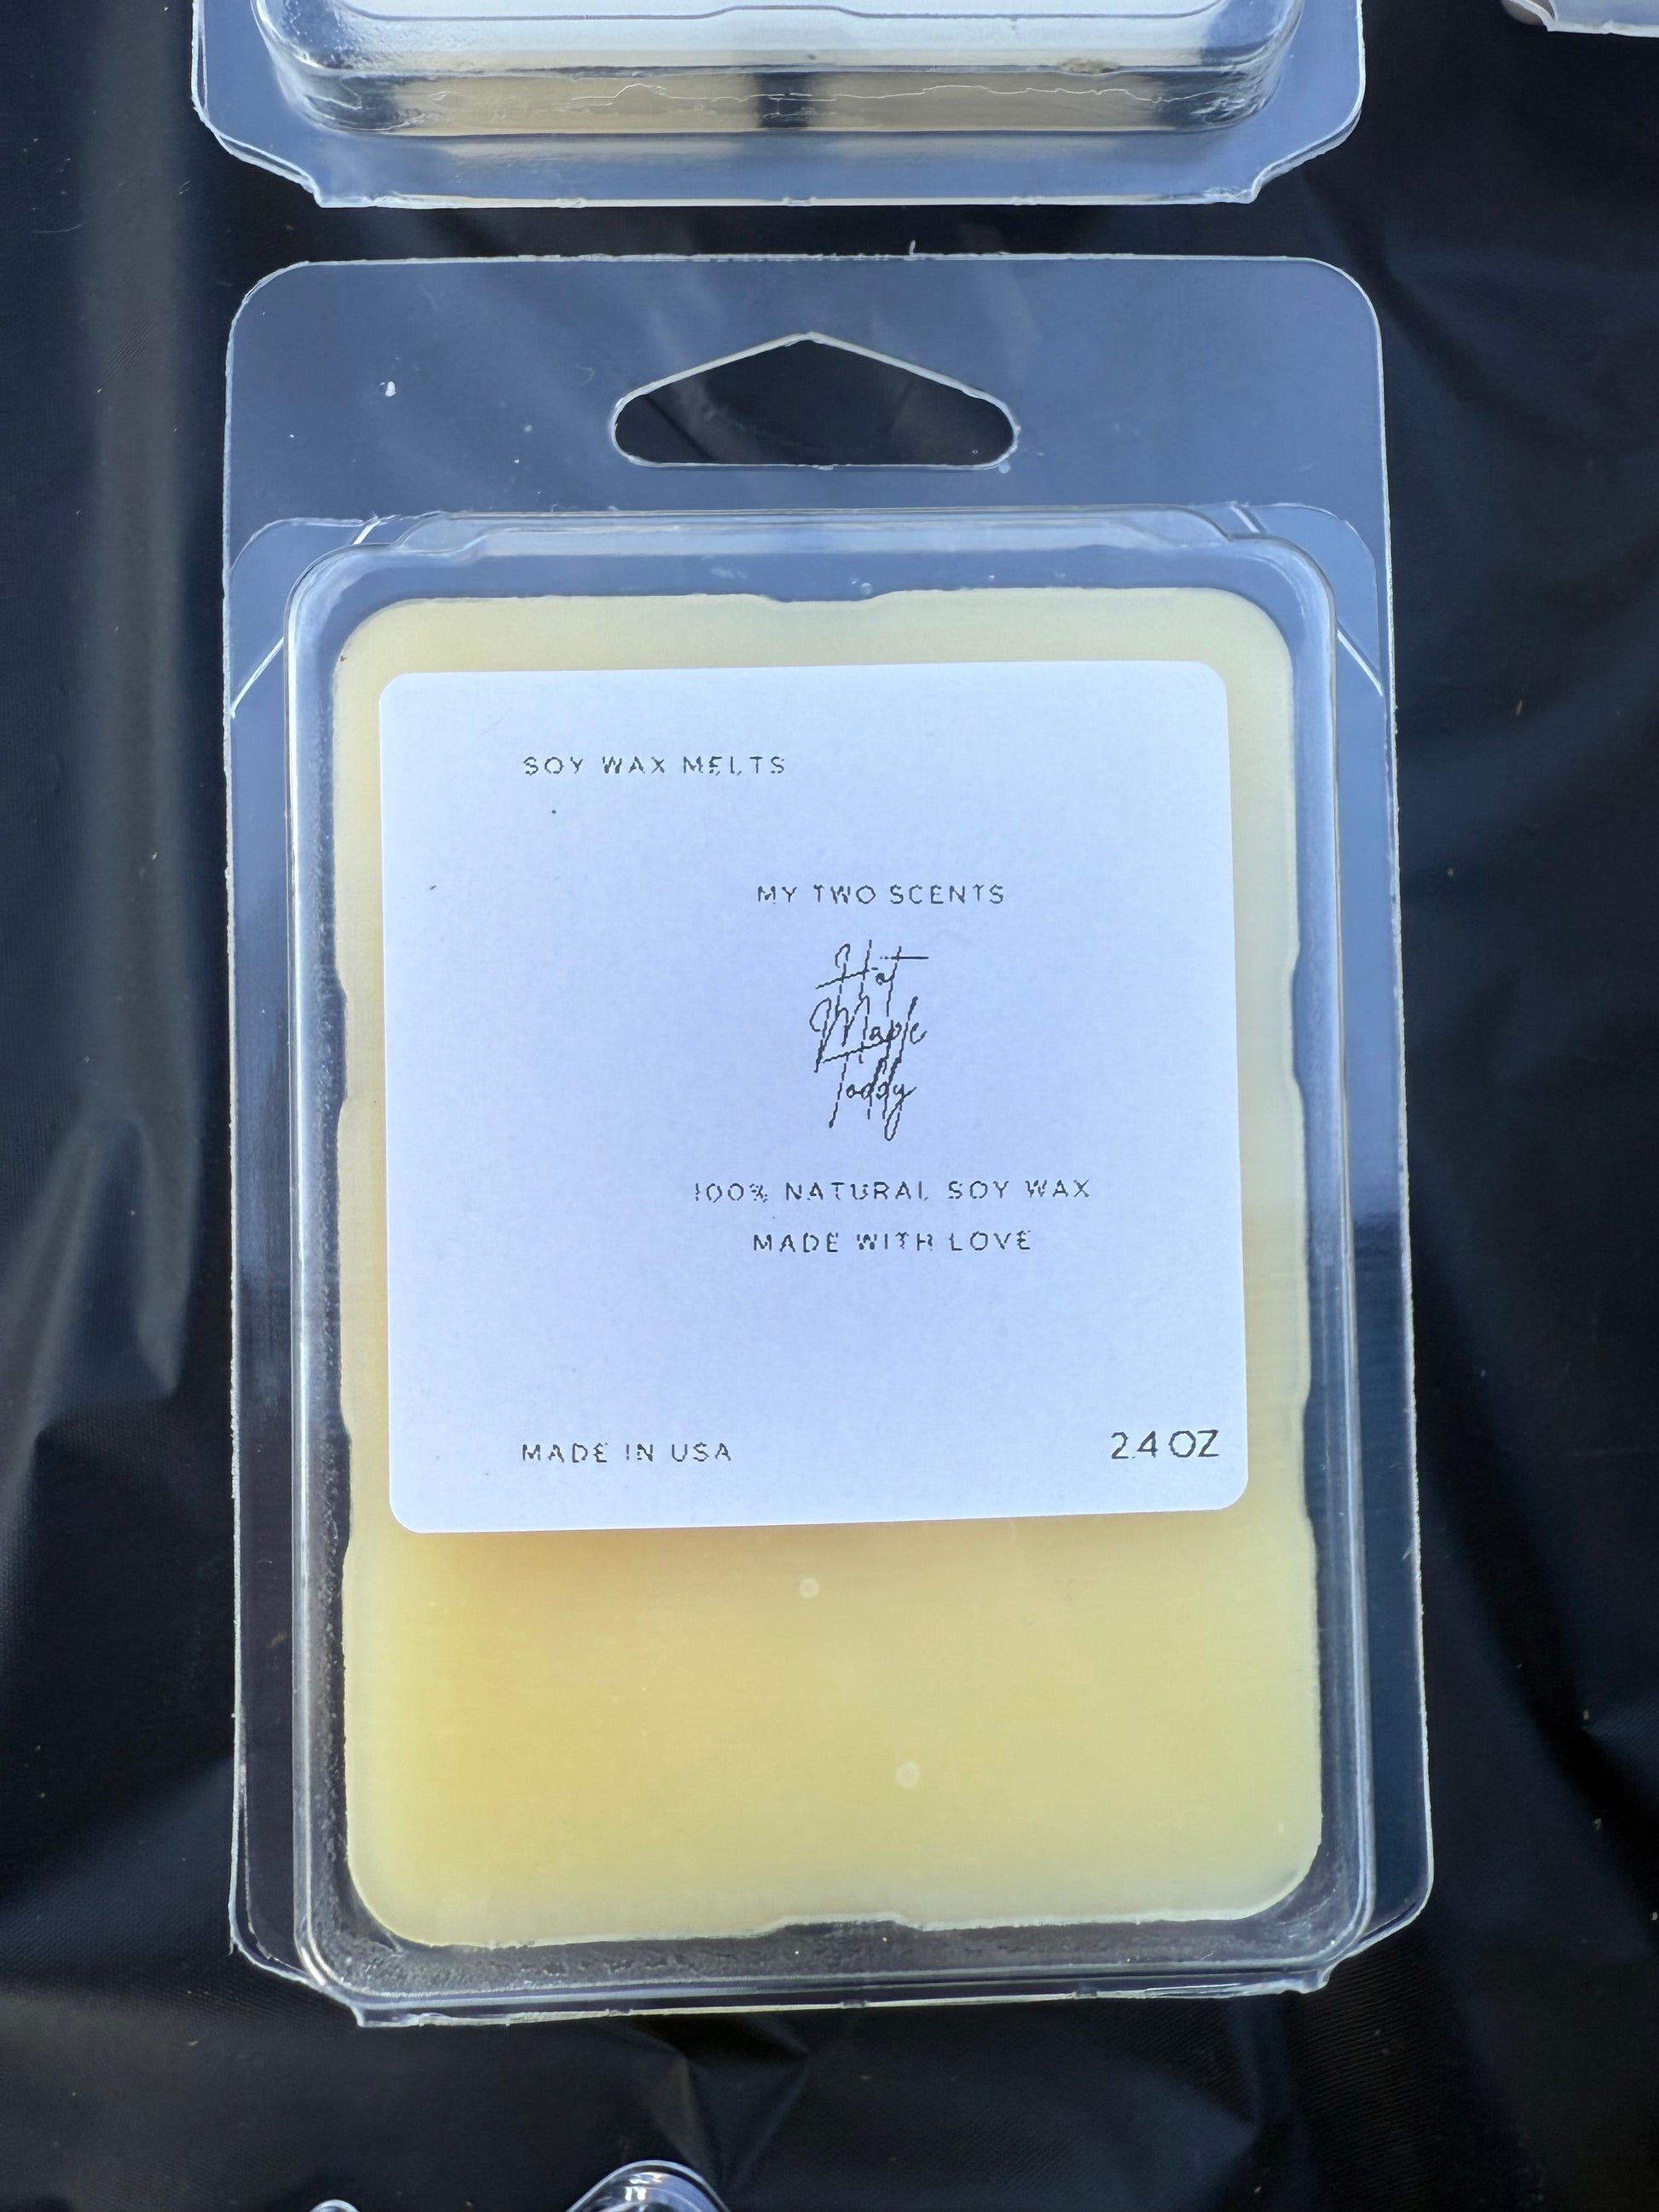 SOY WAX MELTS
MY TWO SCENTS
Hot
Maple
Toddy
100% NATURAL SOY WAX
MADE WITH LOVE
MADE IN USA
2.4 OZ